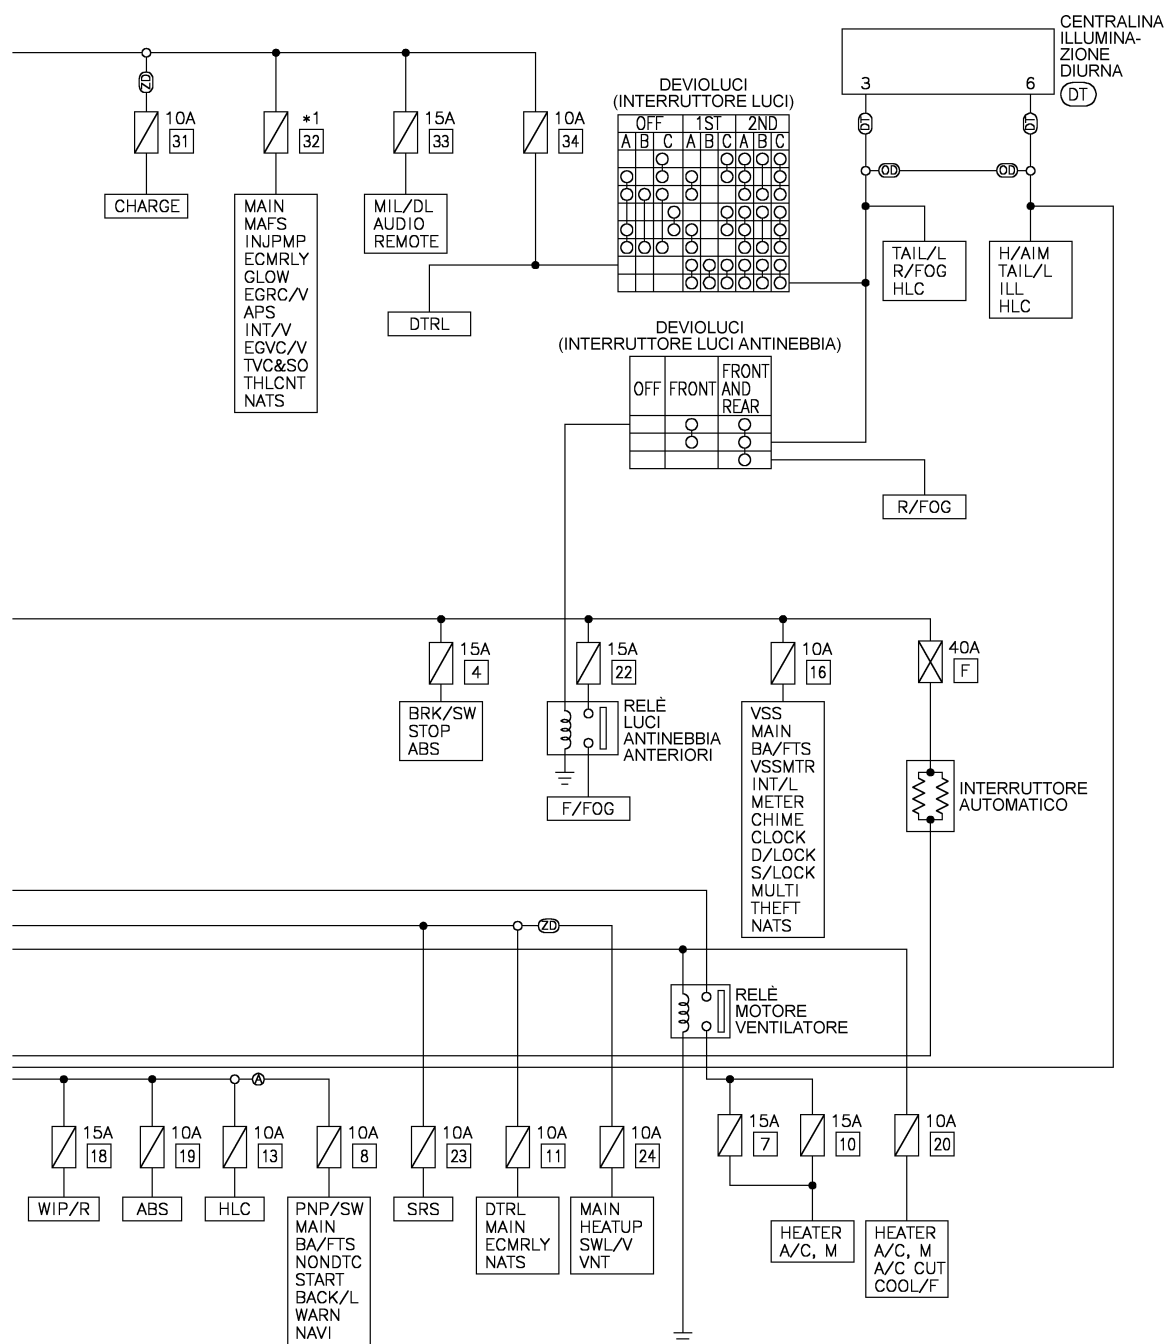 CENTRALINA
ILLUMINA-
ZIONE
DIURNA
DT
3
6
DT
DT
OD
OD
ZD
10A
31
CHARGE
*1
32
MAIN
MAFS
INJPMP
ECMRLY
GLOW
EGRC/V
APS
INT/V
EGVC/V
TVC&SO
THLCNT
NATS
15A
33
MIL/DL
AUDIO
REMOTE
10A
34
DTRL
DEVIOLUCI
(INTERRUTTORE LUCI)
OFF 1ST 2ND
A B C A B C A B C
TAIL/L
R/FOG
HLC
H/AIM
TAIL/L
ILL
HLC
DEVIOLUCI
(INTERRUTTORE LUCI ANTINEBBIA)
OFF
FRONT
FRONT
AND
REAR
R/FOG
15A
4
BRK/SW
STOP
ABS
15A
22
RELÈ
LUCI
ANTINEBBIA
ANTERIORI
F/FOG
10A
16
VSS
MAIN
BA/FTS
VSSMTR
INT/L
METER
CHIME
CLOCK
D/LOCK
S/LOCK
MULTI
THEFT
NATS
40A
F
INTERRUTTORE
AUTOMATICO
ZD
RELÈ
MOTORE
VENTILATORE
A
15A
18
WIP/R
10A
19
ABS
10A
13
HLC
10A
8
PNP/SW
MAIN
BA/FTS
NONDTC
START
BACK/L
WARN
NAVI
10A
23
SRS
10A
11
DTRL
MAIN
ECMRLY
NATS
10A
24
MAIN
HEATUP
SWL/V
VNT
15A
7
15A
10
HEATER
A/C, M
10A
20
HEATER
A/C, M
A/C CUT
COOL/F